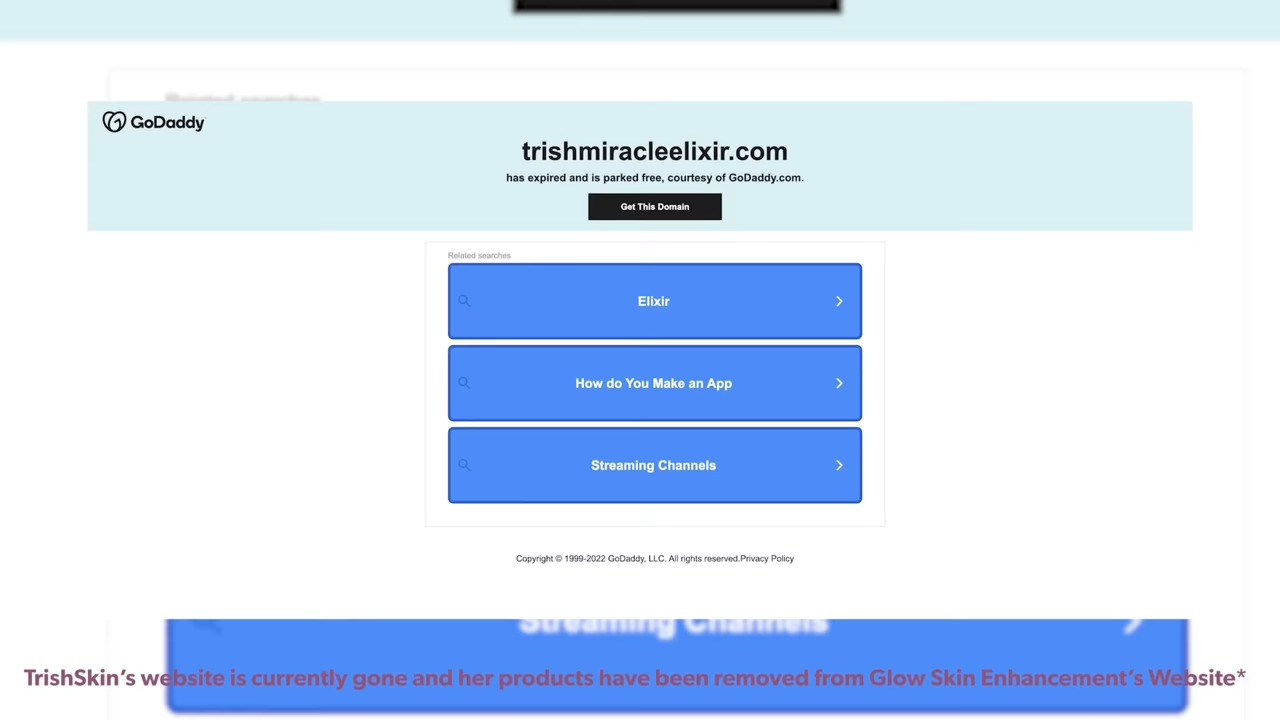 Related searches
GoDaddy
trishmiracleelixir.com
has expired and is parked free, courtesy of GoDaddy.com.
Get This Domain
Related searches
Elixir
How do You Make an App
Streaming Channels
Copyright © 1999-2022 GoDaddy, LLC. All rights reserved.Privacy Policy
Streaming Channels
TrishSkin's website is currently gone and her products have been removed from Glow Skin Enhancement's Website*